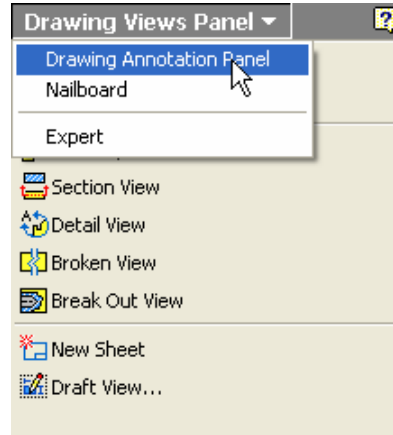 Drawing Views Panel
Drawing Annotation Panel
Nailboard
Expert
Section View
Detail View
Broken View
Break Out View
New Sheet
Draft View...